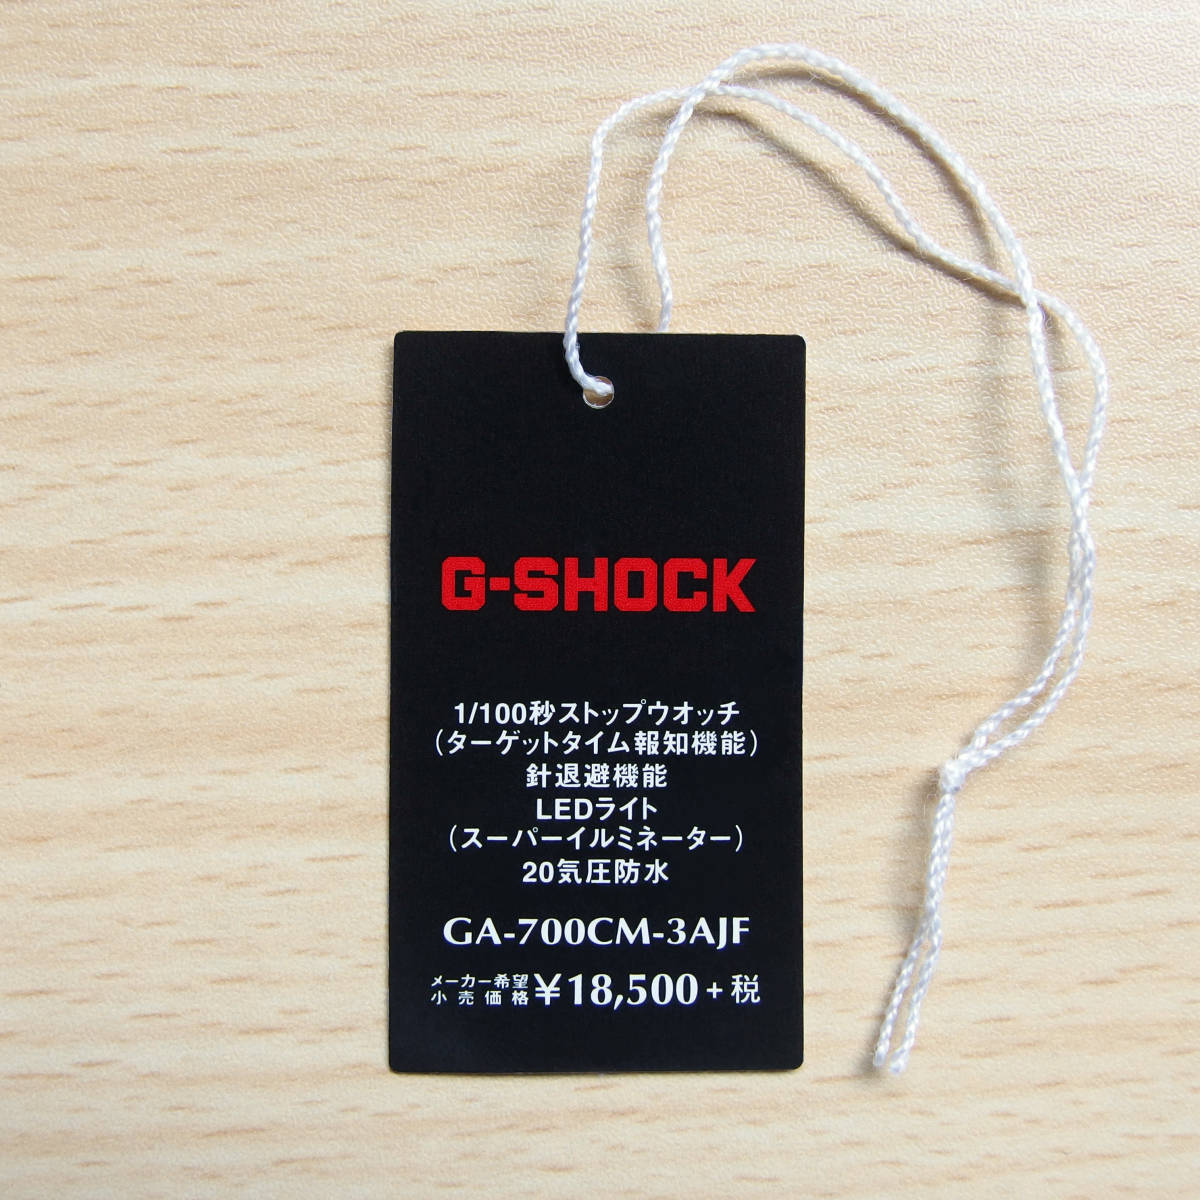 G-SHOCK
1/100秒ストップウオッチ
(ターゲットタイム報知機能)
針退避機能
LEDライト
(スーパーイルミネーター)
20気圧防水
GA-700CM-3AJF
メーカー希望
小売価格 ¥18,500+税